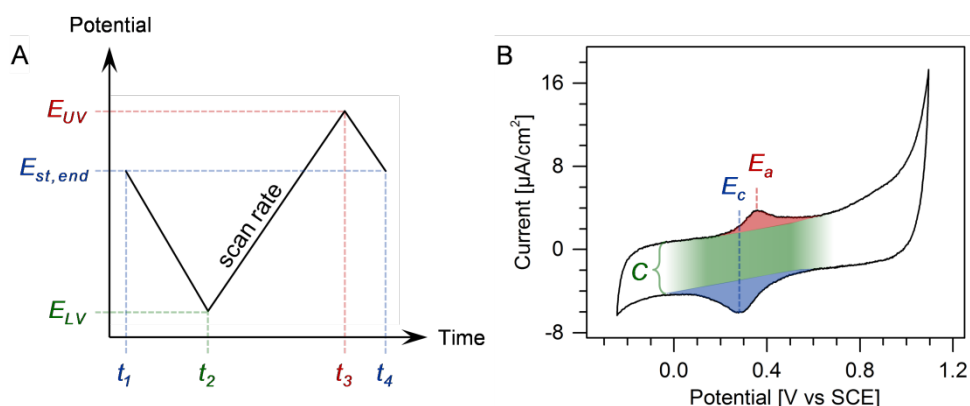 A
Potential
E_UV
E_st,end
E_LV
scan rate
Time
t_1
t_2
t_3
t_4
B
Current [µA/cm²]
16
8
0
-8
E_a
E_c
C
0.0
0.4
0.8
1.2
Potential [V vs SCE]